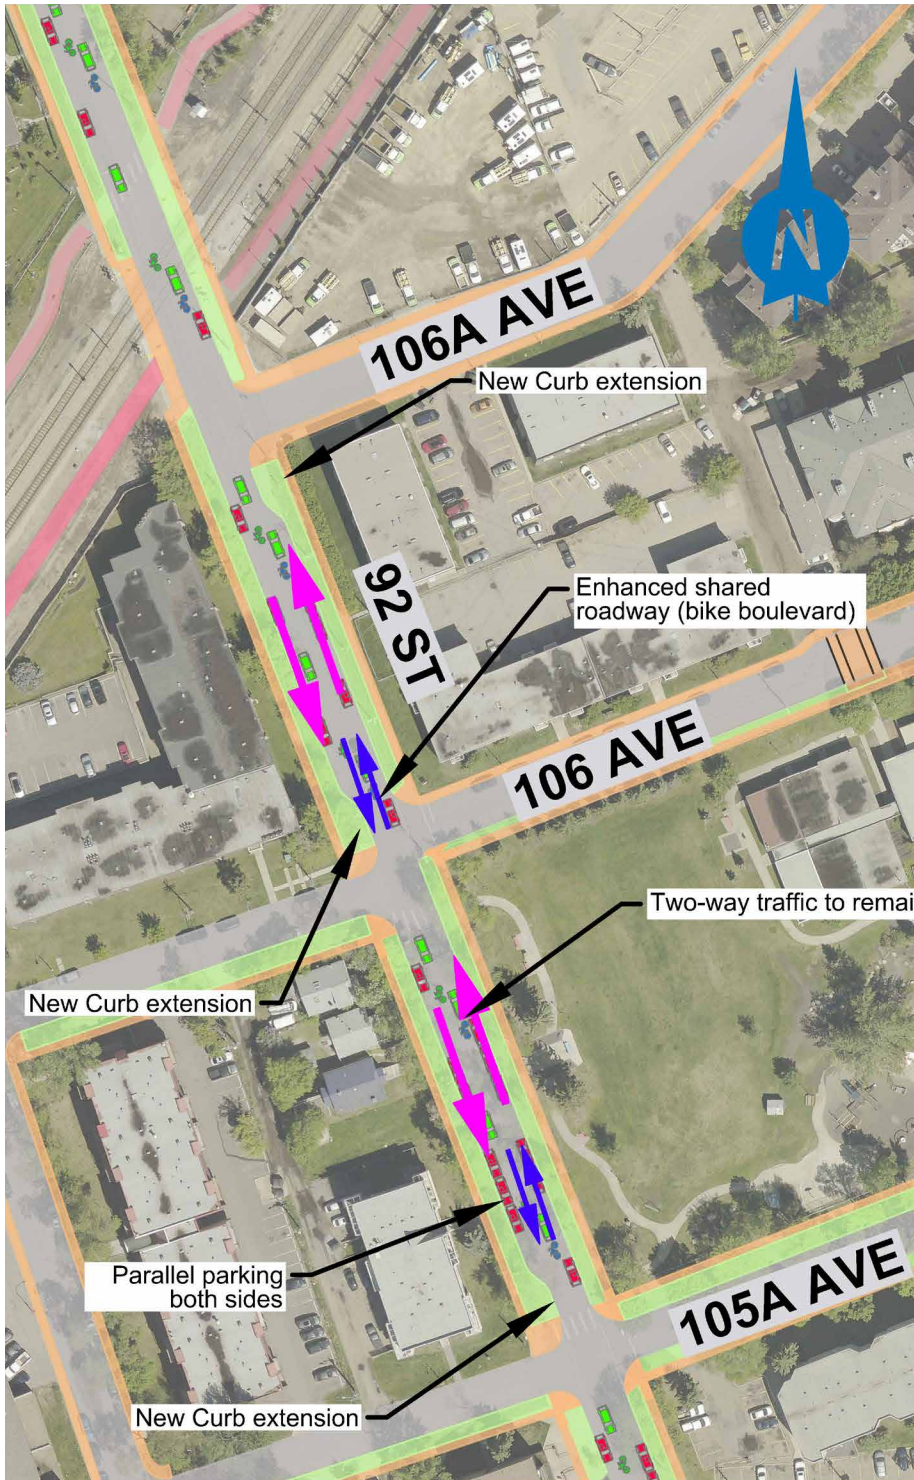 N
106A AVE
New Curb extension
92 ST
Enhanced shared
roadway (bike boulevard)
106 AVE
Two-way traffic to remai
New Curb extension
Parallel parking
both sides
105A AVE
New Curb extension